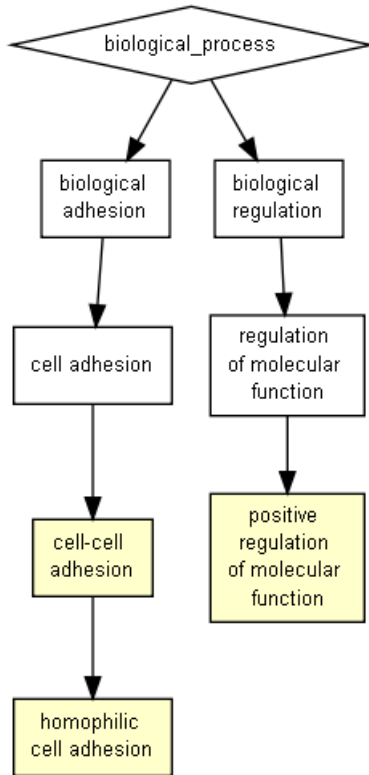 biological_process
biological
adhesion
biological
regulation
cell adhesion
regulation
of molecular
function
cell-cell
adhesion
positive
regulation
of molecular
function
homophilic
cell adhesion